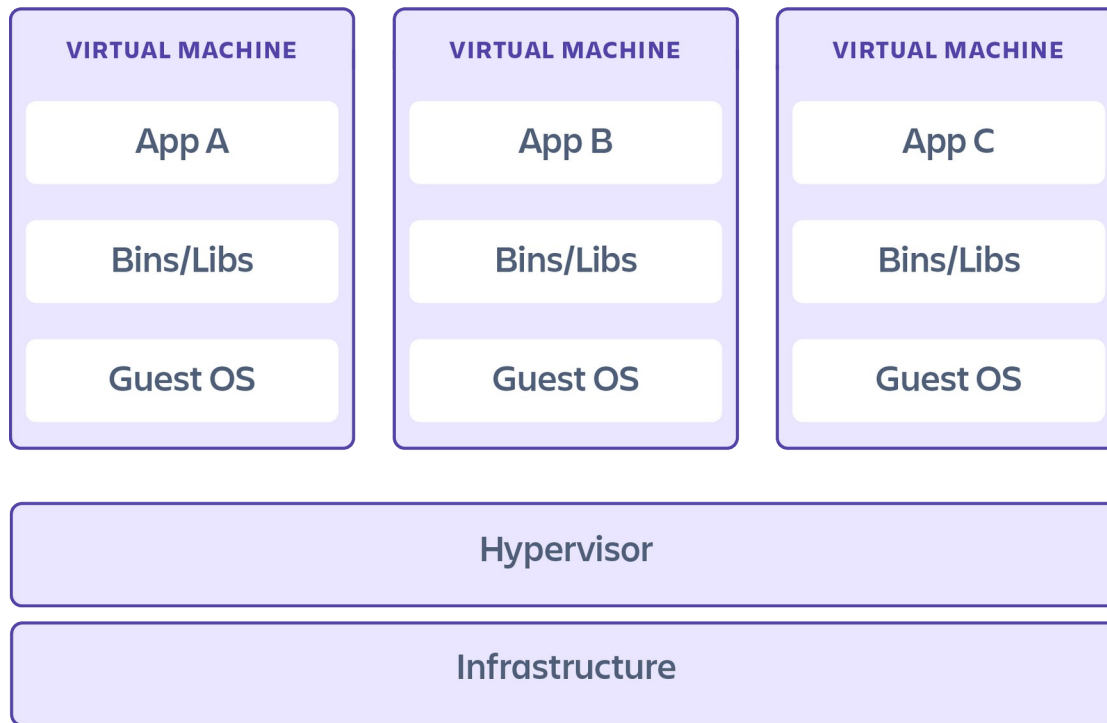 VIRTUAL MACHINE
App A
Bins/Libs
Guest OS
VIRTUAL MACHINE
App B
Bins/Libs
Guest OS
VIRTUAL MACHINE
App C
Bins/Libs
Guest OS
Hypervisor
Infrastructure